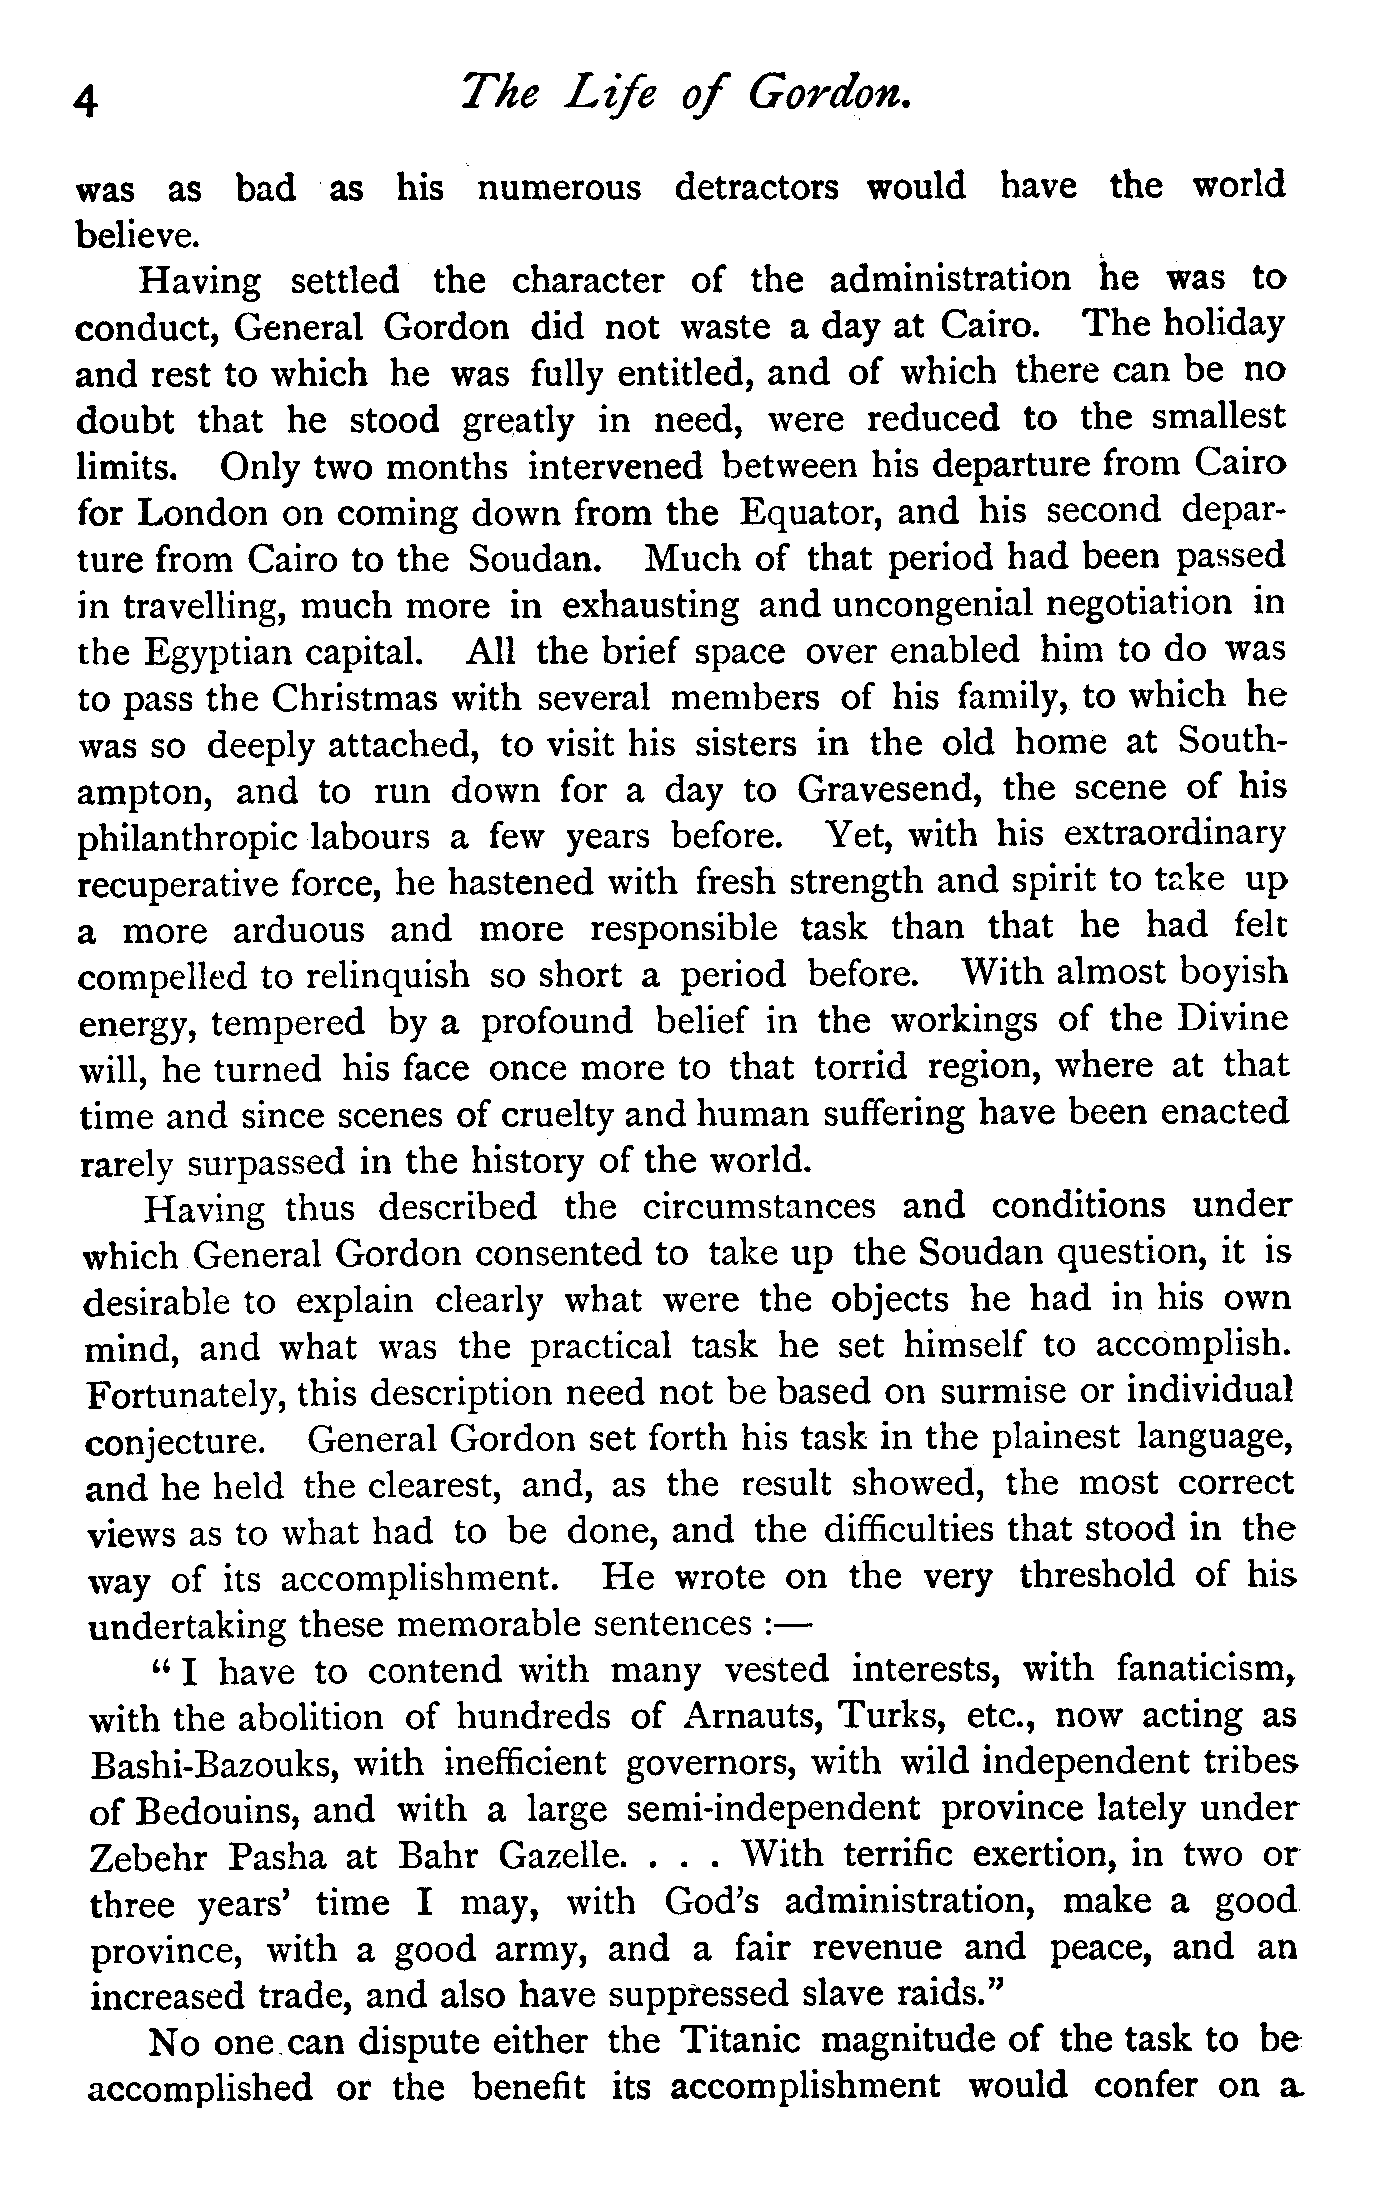 4 The Life of Gordon.
was as bad as his numerous detractors would have the world
believe.
Having settled the character of the administration he was to
conduct, General Gordon did not waste a day at Cairo. The holiday
and rest to which he was fully entitled, and of which there can be no
doubt that he stood greatly in need, were reduced to the smallest
limits. Only two months intervened between his departure from Cairo
for London on coming down from the Equator, and his second depar-
ture from Cairo to the Soudan. Much of that period had been passed
in travelling, much more in exhausting and uncongenial negotiation in
the Egyptian capital. All the brief space over enabled him to do was
to pass the Christmas with several members of his family, to which he
was so deeply attached, to visit his sisters in the old home at South-
ampton, and to run down for a day to Gravesend, the scene of his
philanthropic labours a few years before. Yet, with his extraordinary
recuperative force, he hastened with fresh strength and spirit to take up
a more arduous and more responsible task than that he had felt
compelled to relinquish so short a period before. With almost boyish
energy, tempered by a profound belief in the workings of the Divine
will, he turned his face once more to that torrid region, where at that
time and since scenes of cruelty and human suffering have been enacted
rarely surpassed in the history of the world.
Having thus described the circumstances and conditions under
which General Gordon consented to take up the Soudan question, it is
desirable to explain clearly what were the objects he had in his own
mind, and what was the practical task he set himself to accomplish.
Fortunately, this description need not be based on surmise or individual
conjecture. General Gordon set forth his task in the plainest language,
and he held the clearest, and, as the result showed, the most correct
views as to what had to be done, and the difficulties that stood in the
way of its accomplishment. He wrote on the very threshold of his
undertaking these memorable sentences :—
“ I have to contend with many vested interests, with fanaticism,
with the abolition of hundreds of Arnauts, Turks, etc., now acting as
Bashi-Bazouks, with inefficient governors, with wild independent tribes
of Bedouins, and with a large semi-independent province lately under
Zebehr Pasha at Bahr Gazelle. . . . With terrific exertion, in two or
three years’ time I may, with God’s administration, make a good
province, with a good army, and a fair revenue and peace, and an
increased trade, and also have suppressed slave raids.”
No one can dispute either the Titanic magnitude of the task to be
accomplished or the benefit its accomplishment would confer on a